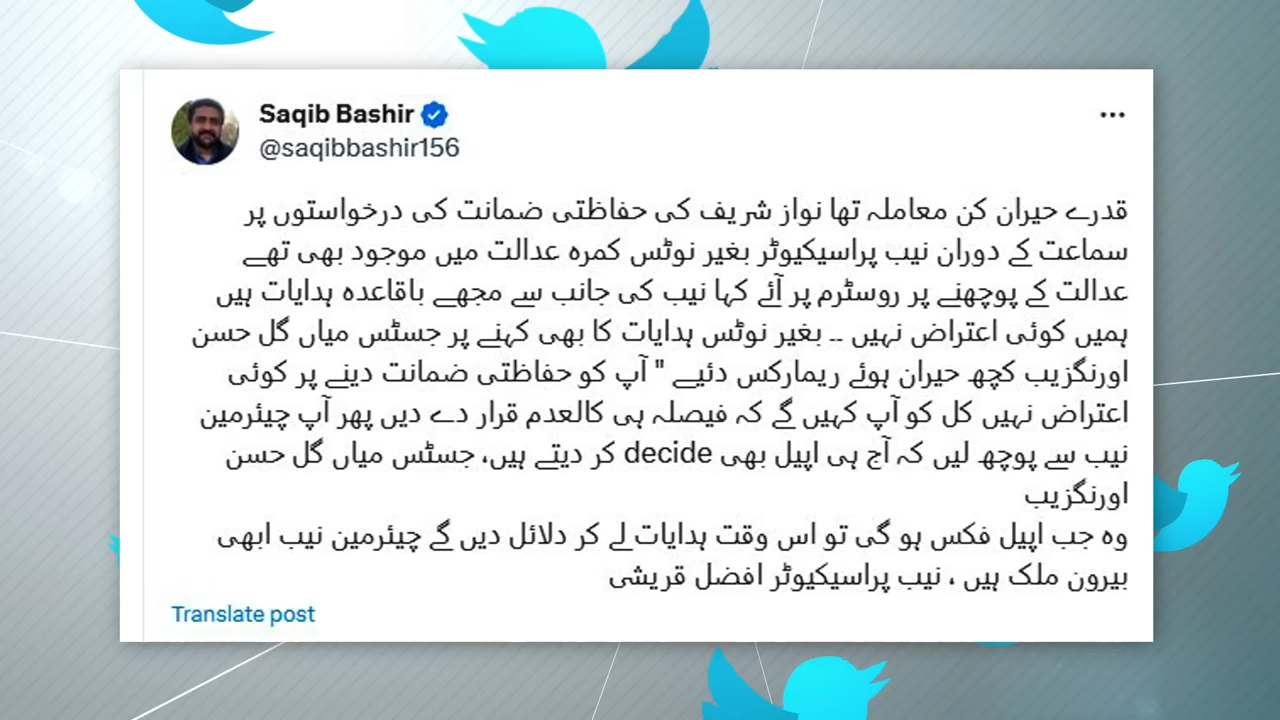 Saqib Bashir
@saqibbashir156
قدرے حیران کن معاملہ تھا نواز شریف کی حفاظتی ضمانت کی درخواستوں پر
سماعت کے دوران نیب پراسیکیوٹر بغیر نوٹس کمرہ عدالت میں موجود بھی تھے
عدالت کے پوچھنے پر روسٹرم پر آئے کہا نیب کی جانب سے مجھے باقاعدہ ہدایات ہیں
ہمیں کوئی اعتراض نہیں -- بغیر نوٹس ہدایات کا بھی کہنے پر جسٹس میاں گل حسن
اورنگزیب کچھ حیران ہوئے ریمارکس دئیے " آپ کو حفاظتی ضمانت دینے پر کوئی
اعتراض نہیں کل کو آپ کہیں گے کہ فیصلہ ہی کالعدم قرار دے دیں پھر آپ چیئرمین
نیب سے پوچھ لیں کہ آج ہی اپیل بھی decide کر دیتے ہیں، جسٹس میاں گل حسن
اورنگزیب
وہ جب اپیل فکس ہو گی تو اس وقت ہدایات لے کر دلائل دیں گے چیئرمین نیب ابھی
بیرون ملک ہیں ، نیب پراسیکیوٹر افضل قریشی
Translate post